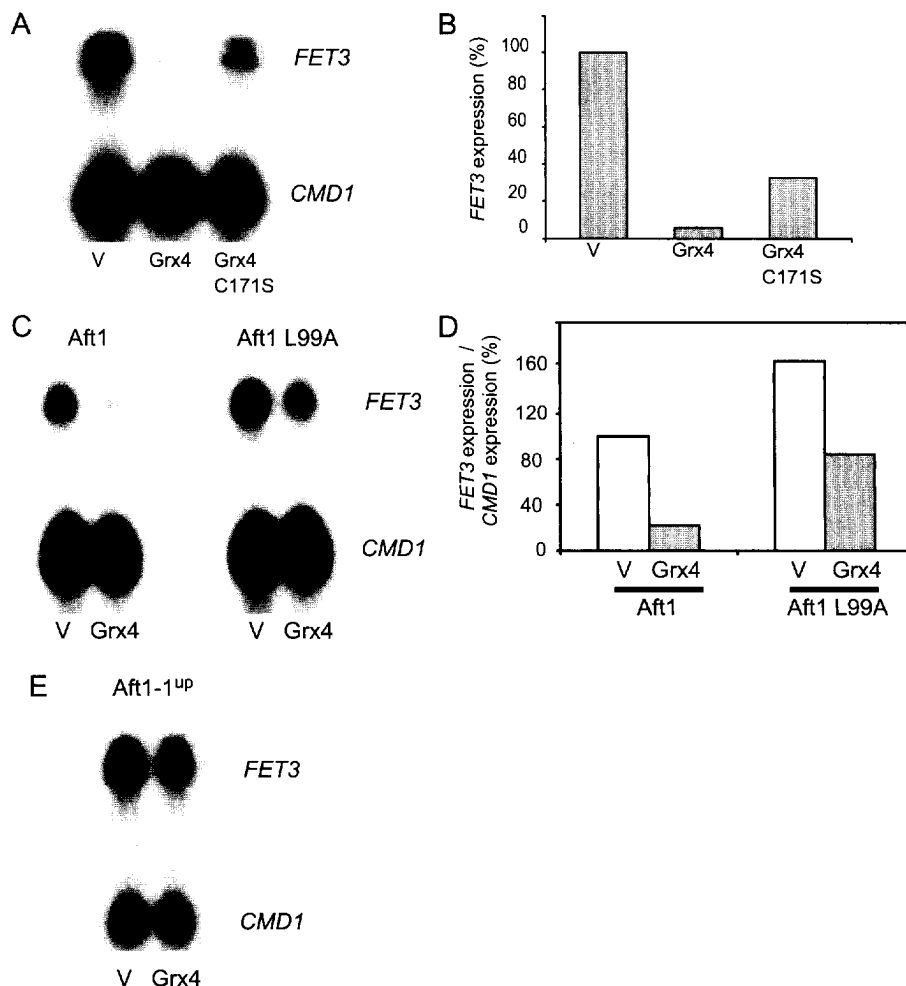 A
FET3
CMD1
V Grx4 Grx4
C171S
B
FET3 expression (%)
100
80
60
40
20
0
V Grx4 Grx4
C171S
C
Aft1 Aft1 L99A
FET3
CMD1
V Grx4 V Grx4
D
FET3 expression /
CMD1 expression (%)
160
120
80
40
0
V Grx4 V Grx4
Aft1 Aft1 L99A
E
Aft1-1up
FET3
CMD1
V Grx4